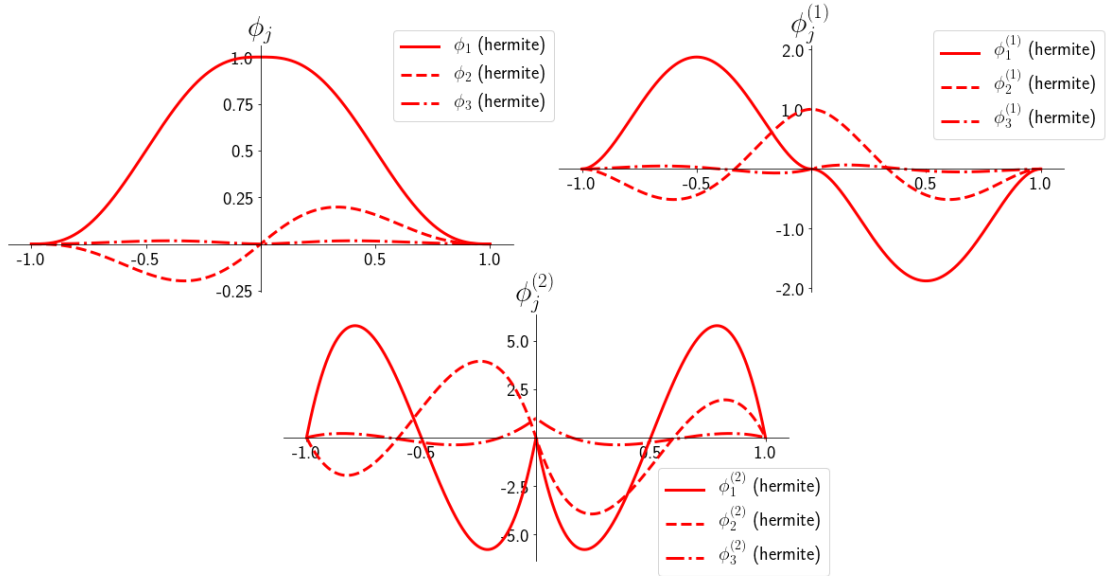 ϕ_j
1.0
0.75
0.5
0.25
-0.25
-1.0
-0.5
0.5
1.0
ϕ_1 (hermite)
ϕ_2 (hermite)
ϕ_3 (hermite)
ϕ_j^{(1)}
2.0
1.0
-1.0
-2.0
-1.0
-0.5
0.5
1.0
ϕ_1^{(1)} (hermite)
ϕ_2^{(1)} (hermite)
ϕ_3^{(1)} (hermite)
ϕ_j^{(2)}
5.0
2.5
-2.5
-5.0
-1.0
-0.5
0.5
1.0
ϕ_1^{(2)} (hermite)
ϕ_2^{(2)} (hermite)
ϕ_3^{(2)} (hermite)